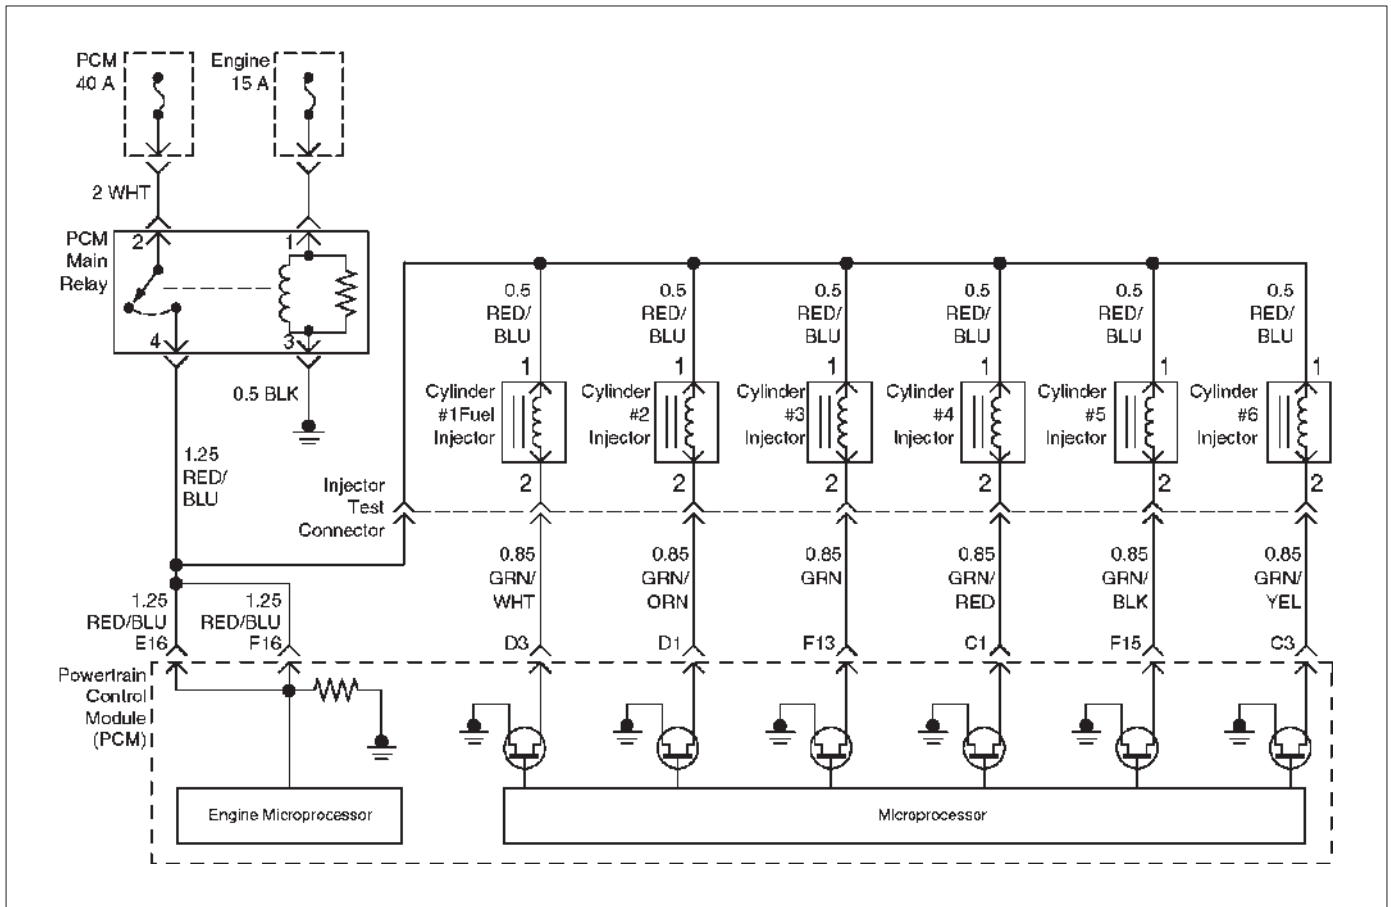 PCM
40 A
Engine
15 A
2 WHT
PCM
Main
Relay
2
1
4
3
0.5 BLK
1.25
RED/
BLU
Injector
Test
Connector
0.5
RED/
BLU
0.5
RED/
BLU
0.5
RED/
BLU
0.5
RED/
BLU
0.5
RED/
BLU
0.5
RED/
BLU
1
1
1
1
1
1
Cylinder
#1Fuel
Injector
Cylinder
#2
Injector
Cylinder
#3
Injector
Cylinder
#4
Injector
Cylinder
#5
Injector
Cylinder
#6
Injector
2
2
2
2
2
2
0.85
GRN/
WHT
0.85
GRN/
ORN
0.85
GRN
0.85
GRN/
RED
0.85
GRN/
BLK
0.85
GRN/
YEL
1.25
RED/BLU
E16
1.25
RED/BLU
F16
D3
D1
F13
C1
F15
C3
Powertrain
Control
Module
(PCM)
Engine Microprocessor
Microprocessor